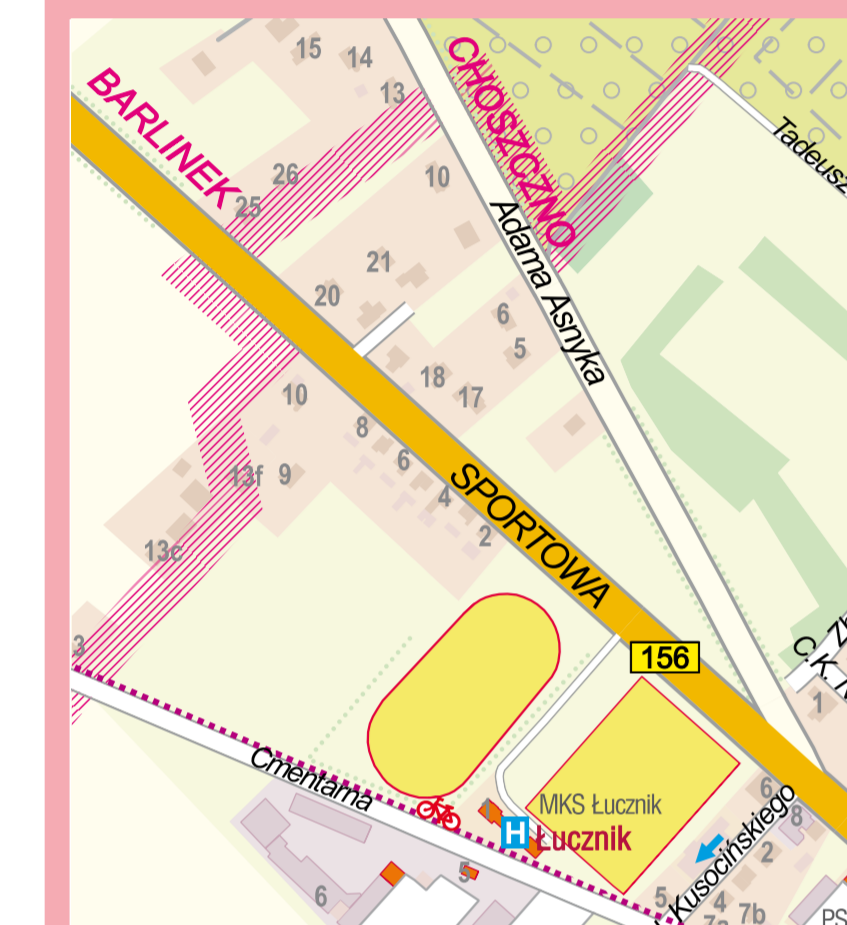 15
14
13
BARLINEK
CHOSZCZNO
26
25
10
21
20
Adama Asnyka
6
5
18
17
10
8
6
4
2
13f
9
13c
3
SPORTOWA
156
C.K.
1
Cmentarna
MKS Łucznik
H
Łucznik
1
5
6
6
8
2
Kusocińskiego
5
4
7b